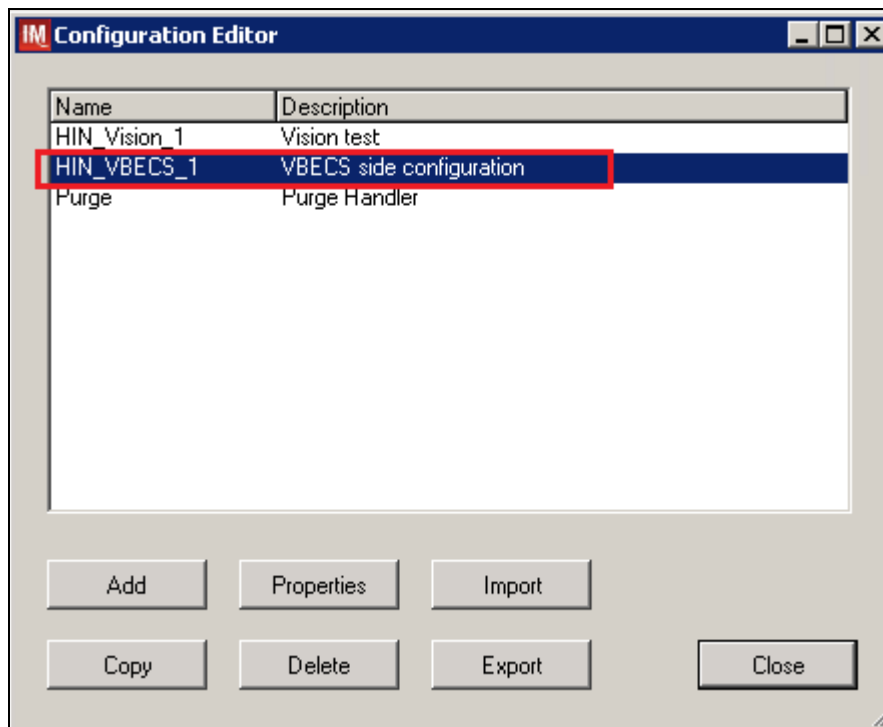 IM Configuration Editor
Name Description
HIN_Vision_1 Vision test
HIN_VBECS_1 VBECS side configuration
Purge Purge Handler
Add Properties Import
Copy Delete Export Close